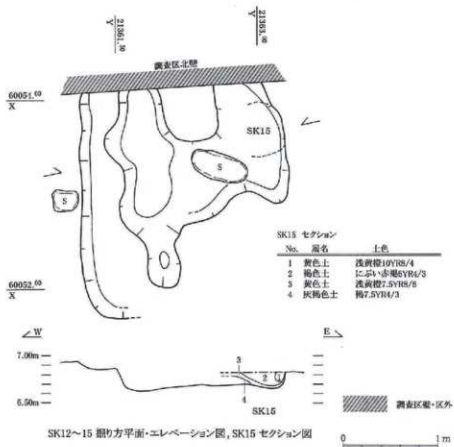 Y 21361.50
Y 21363.00
調査区北壁
60054.00
X
SK15
S
S
60052.00
X
SK15 セクション
No. 層名 土色
1 黄色土 浅黄橙10YR8/4
2 褐色土 にぶい赤褐5YR4/3
3 黄色土 浅黄橙7.5YR8/6
4 灰褐色土 褐7.5YR4/3
W
E
7.00m
3
2
4
6.50m
SK15
調査区壁・区外
SK12～15 掘り方平面・エレベーション図, SK15 セクション図
0 1m